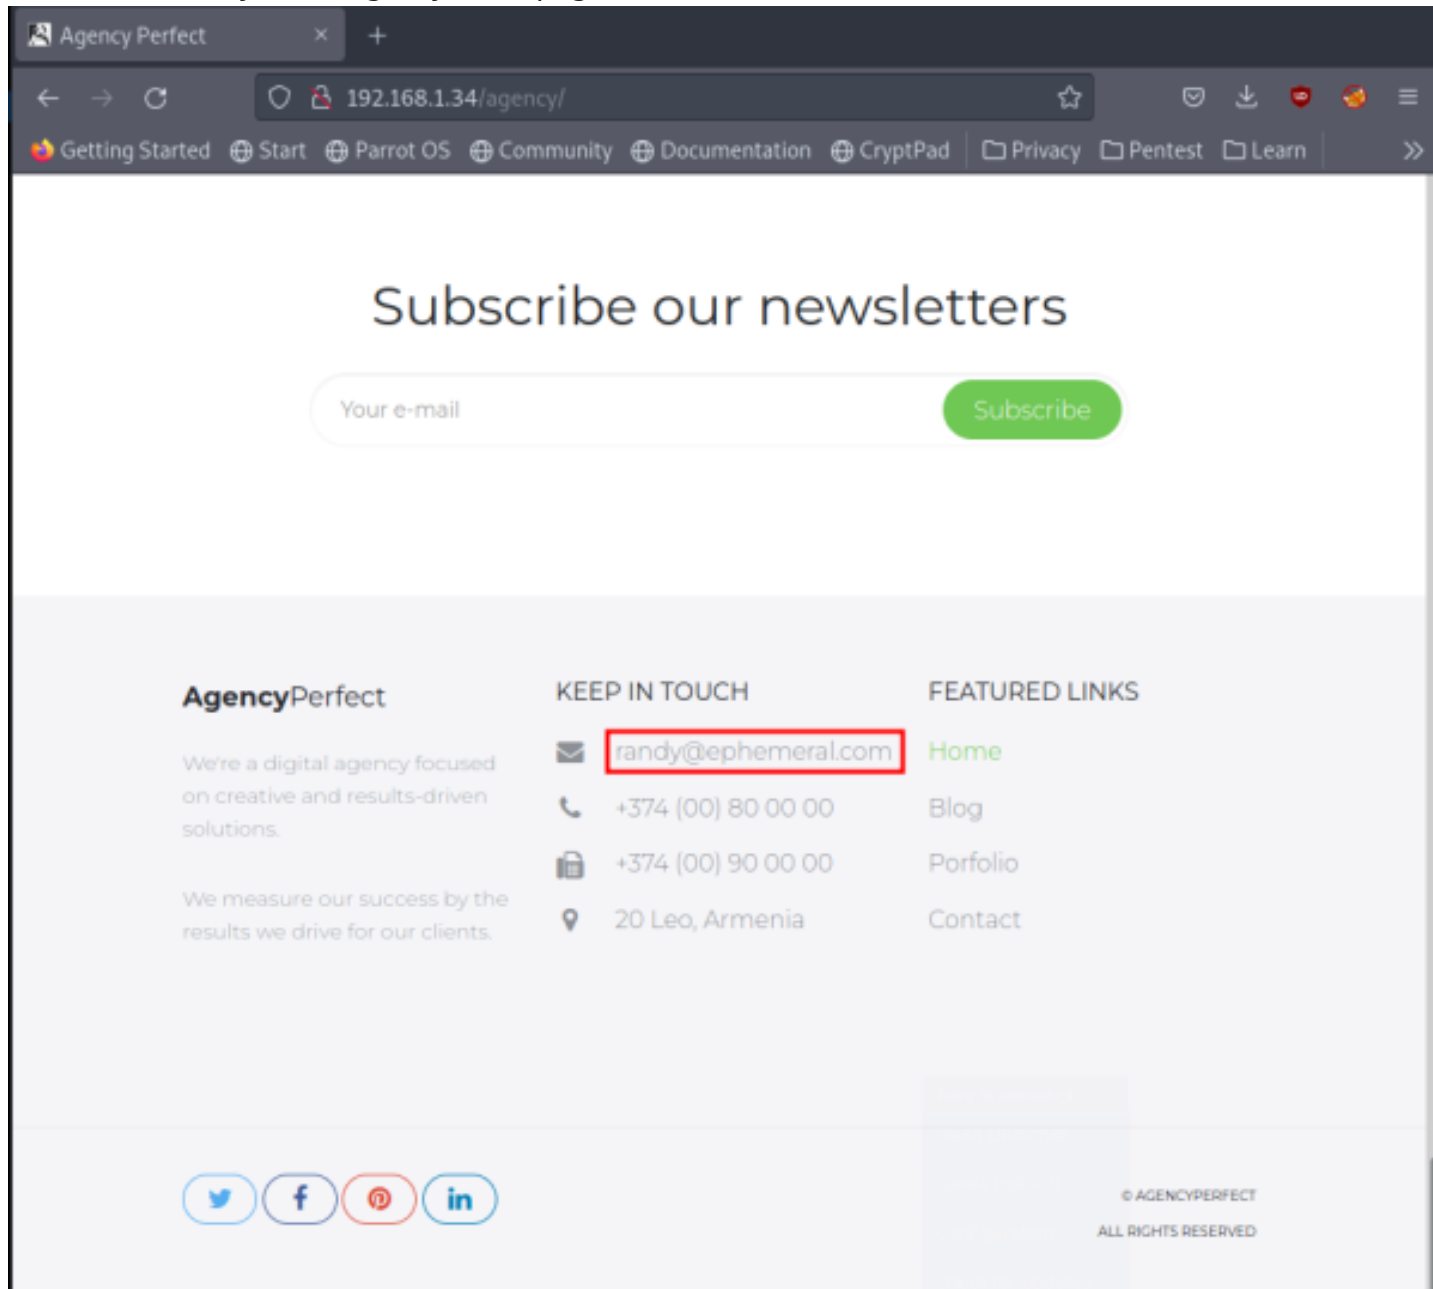 Agency Perfect
192.168.1.34/agency/
Getting Started Start Parrot OS Community Documentation CryptPad Privacy Pentest Learn
Subscribe our newsletters
Your e-mail Subscribe
AgencyPerfect
We're a digital agency focused
on creative and results-driven
solutions.
We measure our success by the
results we drive for our clients.
KEEP IN TOUCH
randy@ephemeral.com
+374 (00) 80 00 00
+374 (00) 90 00 00
20 Leo, Armenia
FEATURED LINKS
Home
Blog
Porfolio
Contact
© AGENCYPERFECT
ALL RIGHTS RESERVED